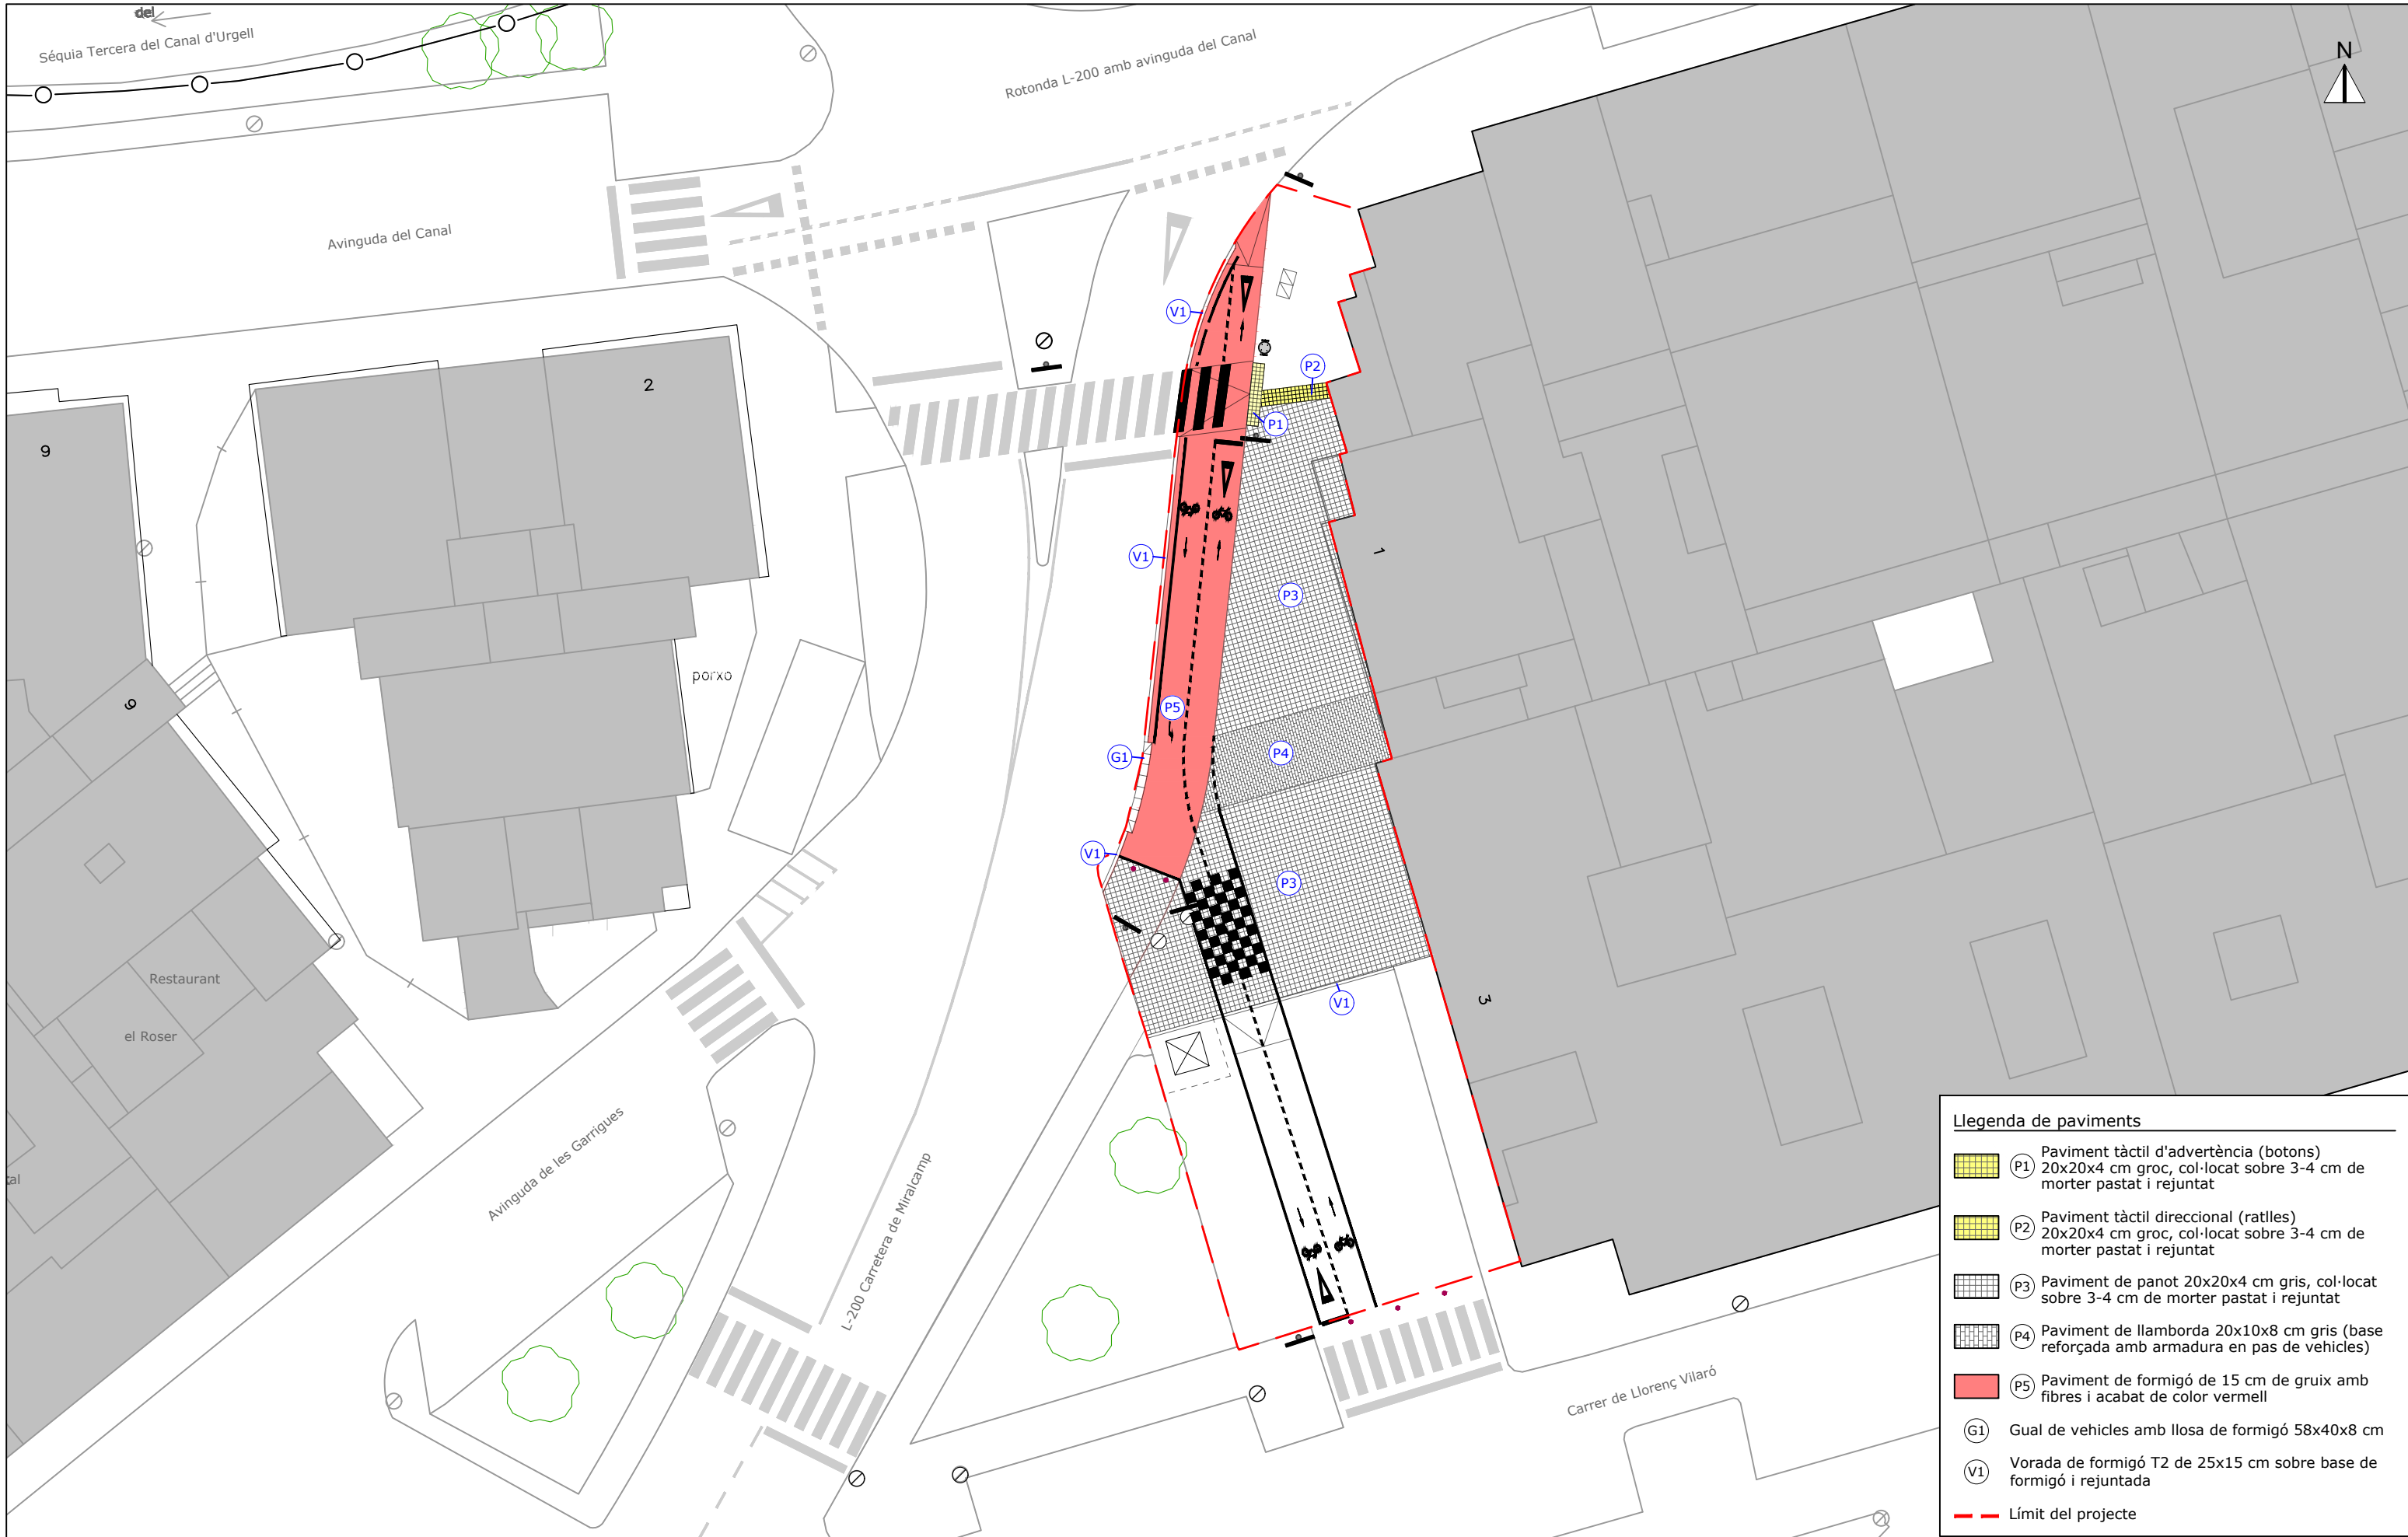 del
Séquia Tercera del Canal d'Urgell
Rotonda L-200 amb avinguda del Canal
N
Avinguda del Canal
V1
P2
2
P1
9
V1
1
P3
porxo
9
P5
G1
P4
V1
P3
Restaurant
V1
3
el Roser
Avinguda de les Garrigues
L-200 Carretera de Miralcamp
Carrer de Llorenç Vilaró
Llegenda de paviments
P1
Paviment tàctil d'advertència (botons)
20x20x4 cm groc, col·locat sobre 3-4 cm de
morter pastat i rejuntat
P2
Paviment tàctil direccional (ratlles)
20x20x4 cm groc, col·locat sobre 3-4 cm de
morter pastat i rejuntat
P3
Paviment de panot 20x20x4 cm gris, col·locat
sobre 3-4 cm de morter pastat i rejuntat
P4
Paviment de llamborda 20x10x8 cm gris (base
reforçada amb armadura en pas de vehicles)
P5
Paviment de formigó de 15 cm de gruix amb
fibres i acabat de color vermell
G1
Gual de vehicles amb llosa de formigó 58x40x8 cm
V1
Vorada de formigó T2 de 25x15 cm sobre base de
formigó i rejuntada
Límit del projecte